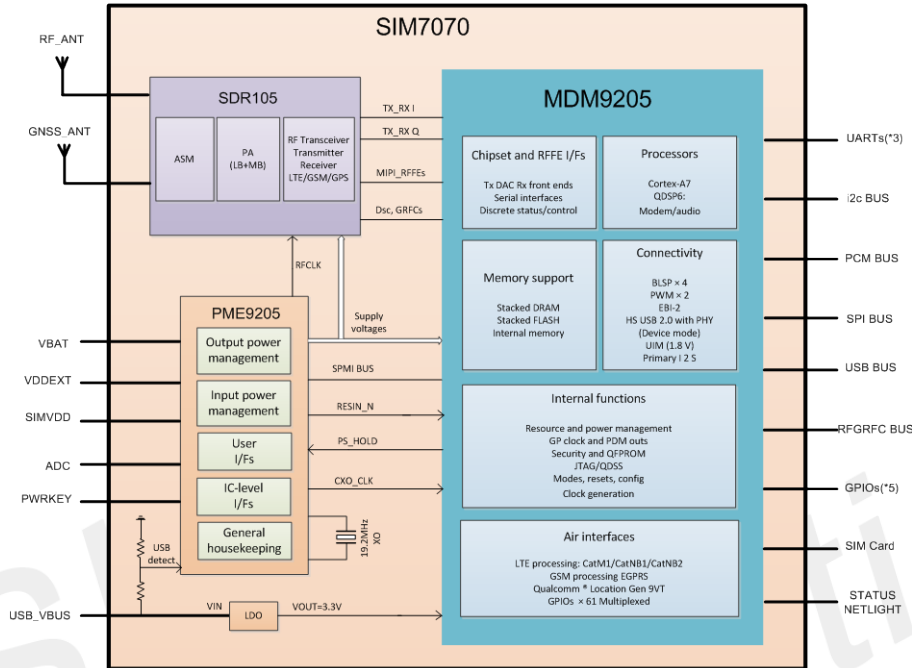 SIM7070
RF_ANT
GNSS_ANT
SDR105
ASM
PA
(LB+MB)
RF Transceiver
Transmitter
Receiver
LTE/GSM/GPS
TX_RX I
TX_RX Q
MIPI_RFFEs
Dsc, GRFCs
RFCLK
Supply
voltages
MDM9205
Chipset and RFFE I/Fs
Tx DAC Rx front ends
Serial interfaces
Discrete status/control
Processors
Cortex-A7
QDSP6:
Modem/audio
Memory support
Stacked DRAM
Stacked FLASH
Internal memory
Connectivity
BLSP × 4
PWM × 2
EBI-2
HS USB 2.0 with PHY
(Device mode)
UIM (1.8 V)
Primary I 2 S
Internal functions
Resource and power management
GP clock and PDM outs
Security and QFPROM
JTAG/QDSS
Modes, resets, config
Clock generation
Air interfaces
LTE processing: CatM1/CatNB1/CatNB2
GSM processing EGPRS
Qualcomm ® Location Gen 9VT
GPIOs × 61 Multiplexed
PME9205
Output power
management
Input power
management
User
I/Fs
IC-level
I/Fs
General
housekeeping
SPMI BUS
RESIN_N
PS_HOLD
CXO_CLK
19.2MHz
XO
VBAT
VDDEXT
SIMVDD
ADC
PWRKEY
USB
detect
USB_VBUS
VIN
LDO
VOUT=3.3V
UARTs(*3)
i2c BUS
PCM BUS
SPI BUS
USB BUS
RFGRFC BUS
GPIOs(*5)
SIM Card
STATUS
NETLIGHT